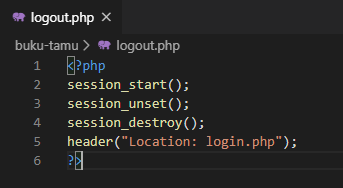 logout.php
buku-tamu > logout.php
1 <?php
2 session_start();
3 session_unset();
4 session_destroy();
5 header("Location: login.php");
6 ?>